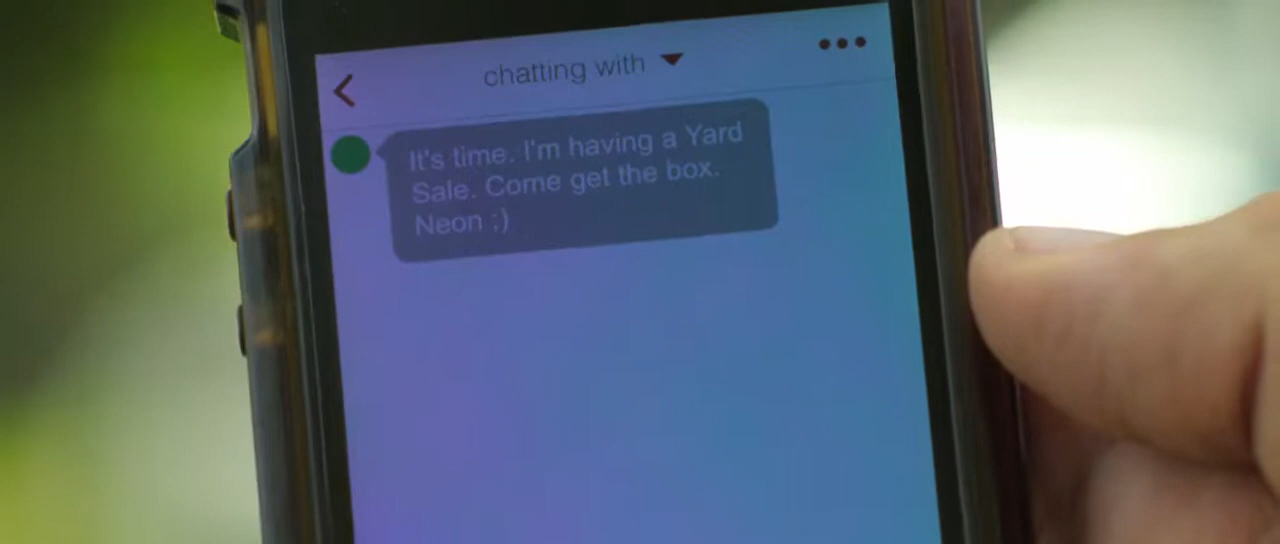 chatting with
It's time. I'm having a Yard
Sale. Come get the box.
Neon ;)